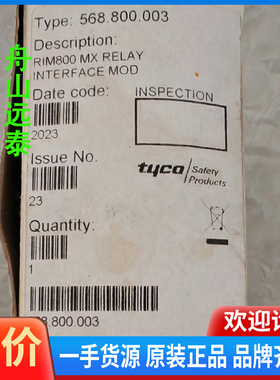 舟山远泰
Type: 568.800.003
Description:
RIM800 MX RELAY
INTERFACE MOD
Date code:
INSPECTION
2023
Issue No.
23
tyco
Safety
Products
Quantity:
1
8.800.003
价
欢迎
一手货源 原装正品 品牌